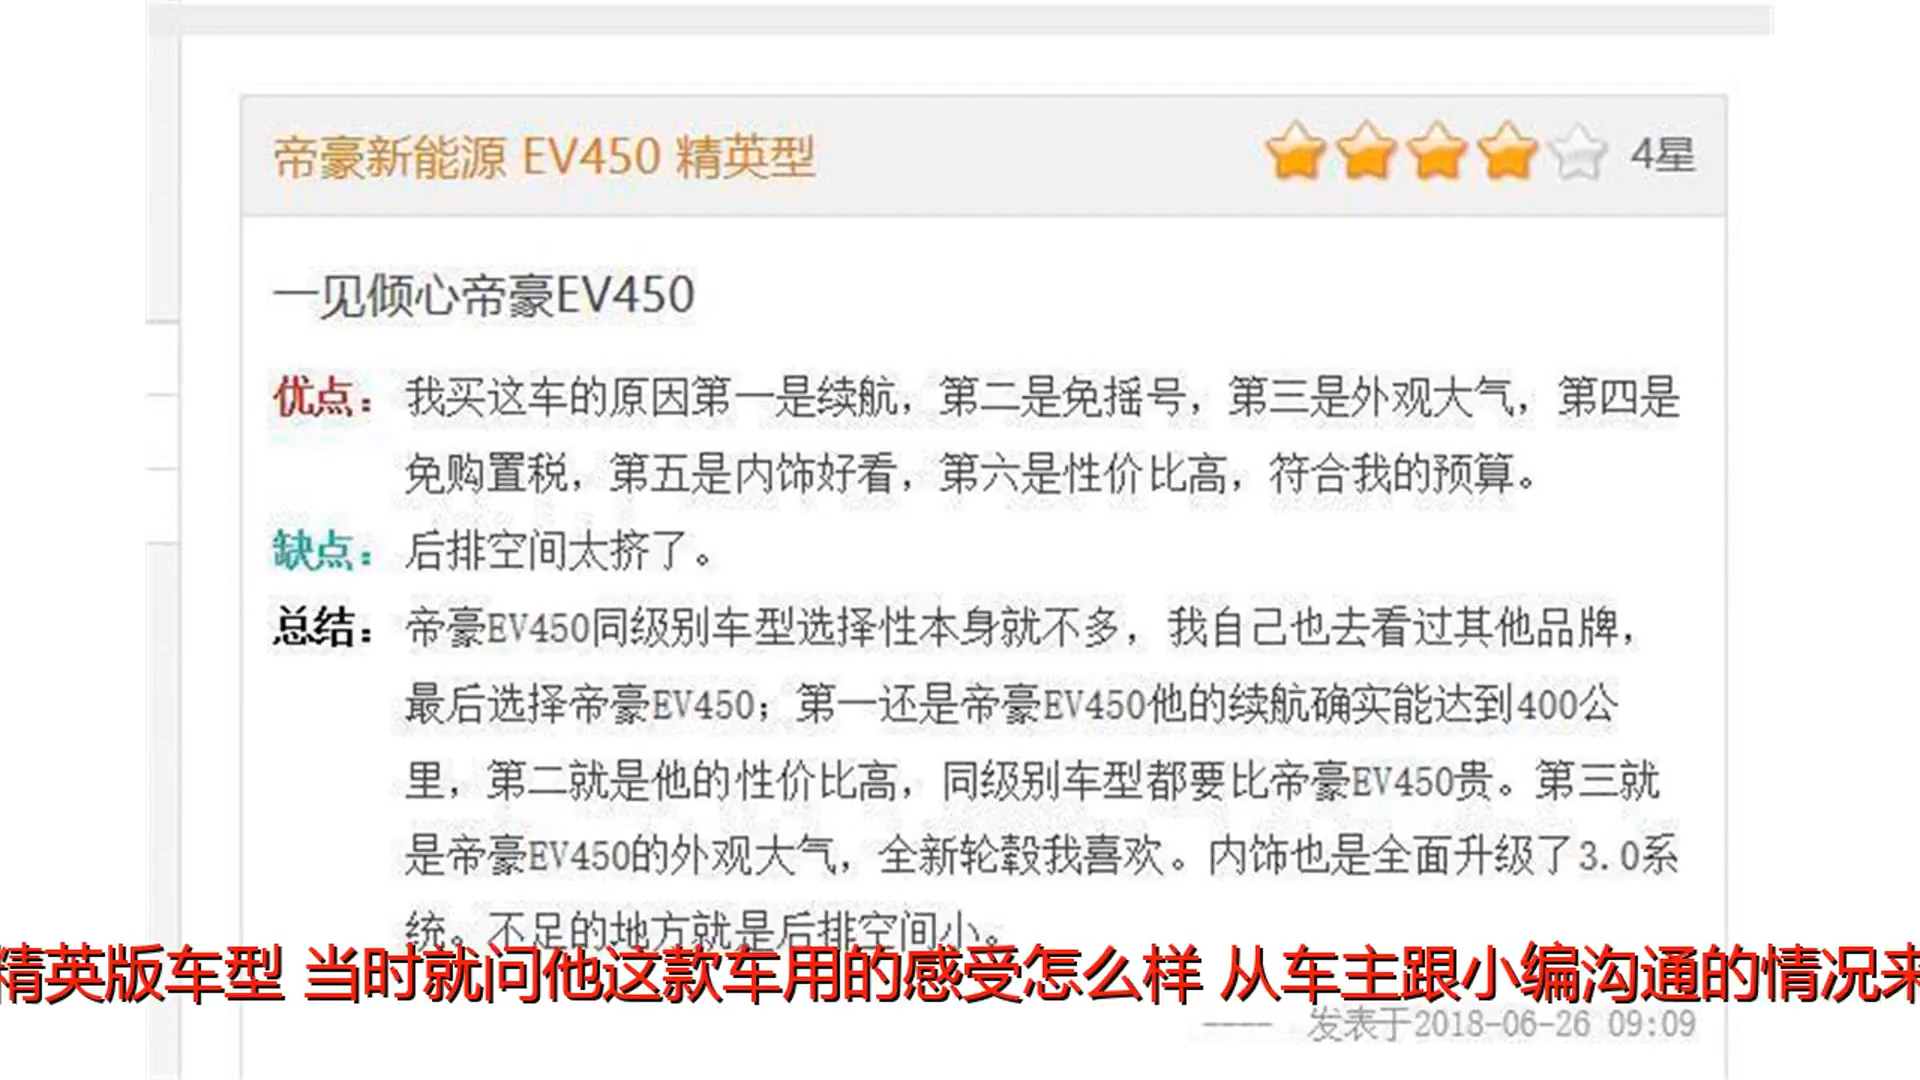 帝豪新能源 EV450 精英型
4星
一见倾心帝豪EV450
优点：我买这车的原因第一是续航，第二是免摇号，第三是外观大气，第四是
免购置税，第五是内饰好看，第六是性价比高，符合我的预算。
缺点：后排空间太挤了。
总结：帝豪EV450同级别车型选择性本身就不多，我自己也去看过其他品牌，
最后选择帝豪EV450；第一还是帝豪EV450他的续航确实能达到400公
里，第二就是他的性价比高，同级别车型都要比帝豪EV450贵。第三就
是帝豪EV450的外观大气，全新轮毂我喜欢。内饰也是全面升级了3.0系
统。不足的地方就是后排空间小。
精英版车型 当时就问他这款车用的感受怎么样 从车主跟小编沟通的情况来
—— 发表于2018-06-26 09:09